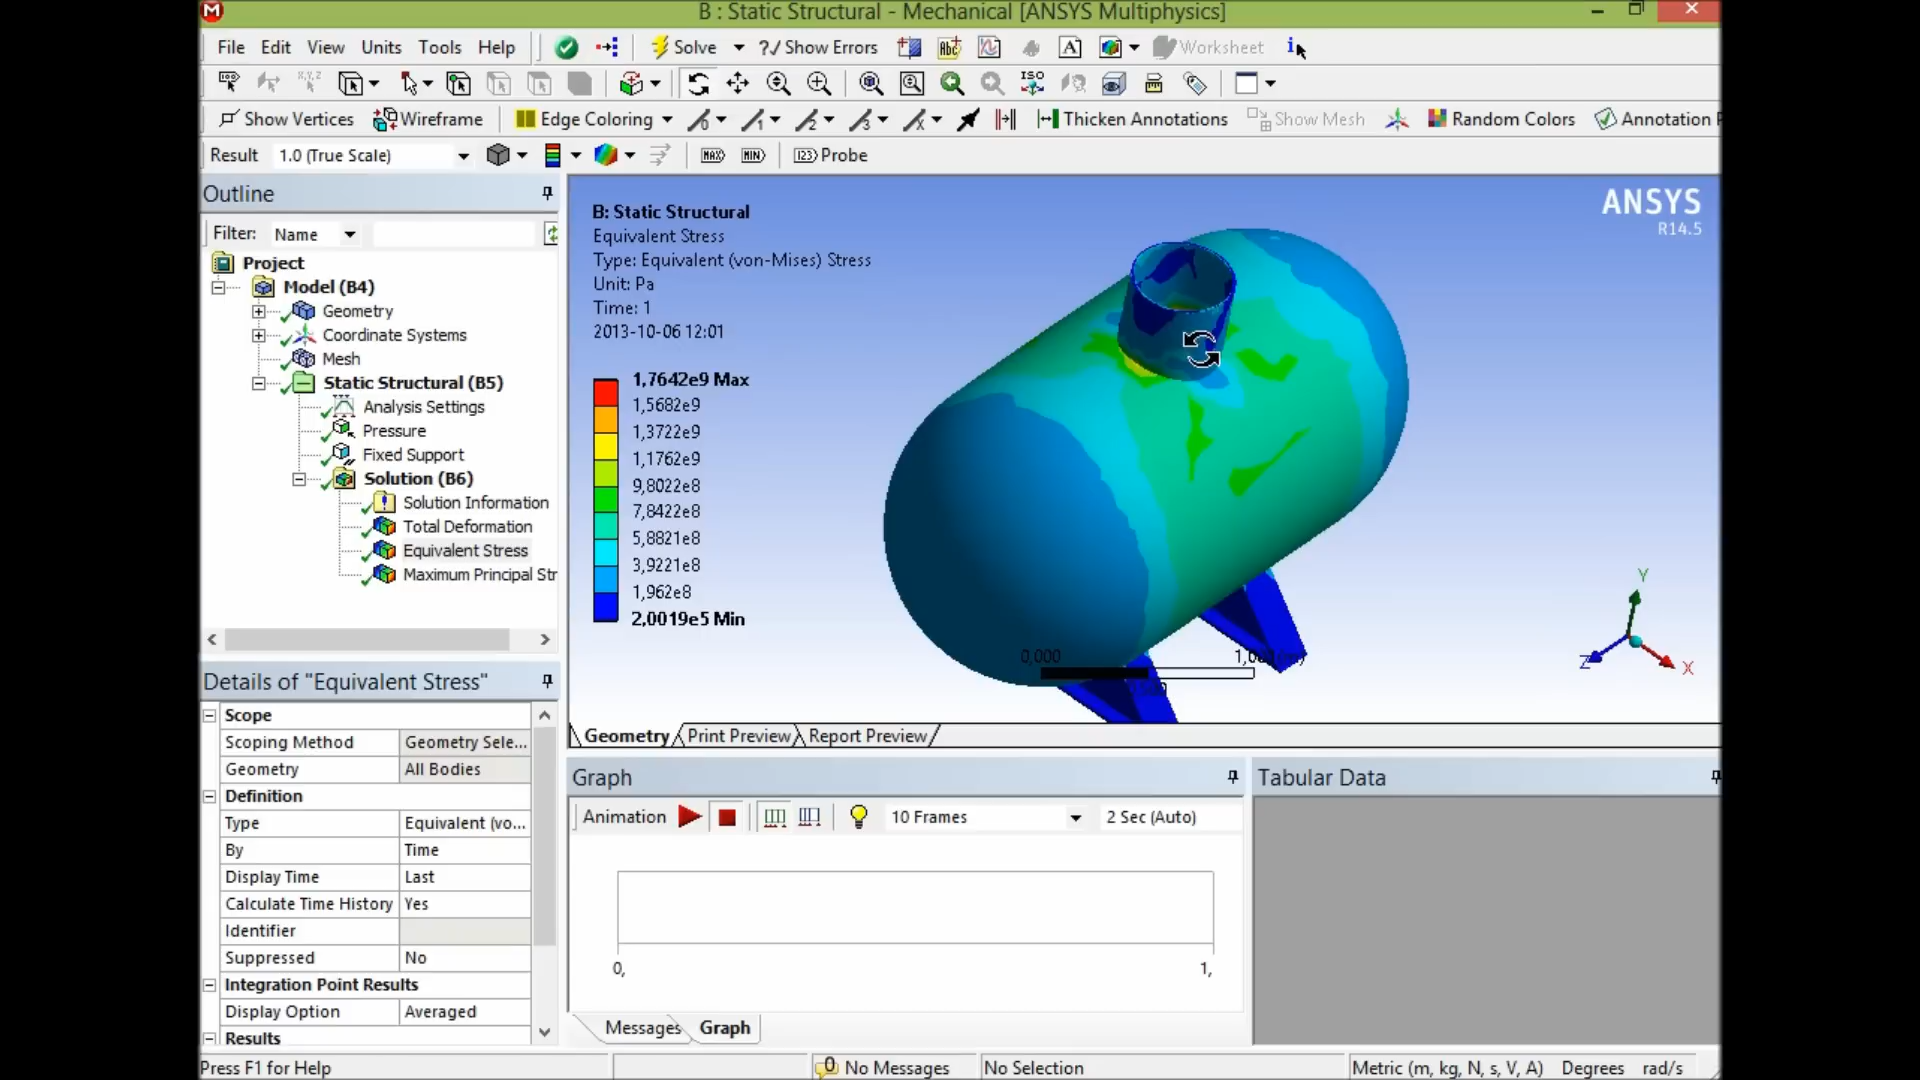 B : Static Structural - Mechanical [ANSYS Multiphysics]
File Edit View Units Tools Help Solve ?/ Show Errors Worksheet
ISO
Show Vertices Wireframe Edge Coloring Thicken Annotations Show Mesh Random Colors Annotation P
Result 1.0 (True Scale) MAX MIN 123 Probe
Outline
Filter: Name
Project
Model (B4)
Geometry
Coordinate Systems
Mesh
Static Structural (B5)
Analysis Settings
Pressure
Fixed Support
Solution (B6)
Solution Information
Total Deformation
Equivalent Stress
Maximum Principal Str
B: Static Structural
Equivalent Stress
Type: Equivalent (von-Mises) Stress
Unit: Pa
Time: 1
2013-10-06 12:01
1,7642e9 Max
1,5682e9
1,3722e9
1,1762e9
9,8022e8
7,8422e8
5,8821e8
3,9221e8
1,962e8
2,0019e5 Min
ANSYS
R14.5
0,000
Y
Z
X
Geometry Print Preview Report Preview
Details of "Equivalent Stress"
Scope
Scoping Method Geometry Sele...
Geometry All Bodies
Definition
Type Equivalent (vo...
By Time
Display Time Last
Calculate Time History Yes
Identifier
Suppressed No
Integration Point Results
Display Option Averaged
Results
Graph
Animation 10 Frames 2 Sec (Auto)
0, 1,
Messages Graph
Tabular Data
Press F1 for Help 0 No Messages No Selection Metric (m, kg, N, s, V, A) Degrees rad/s